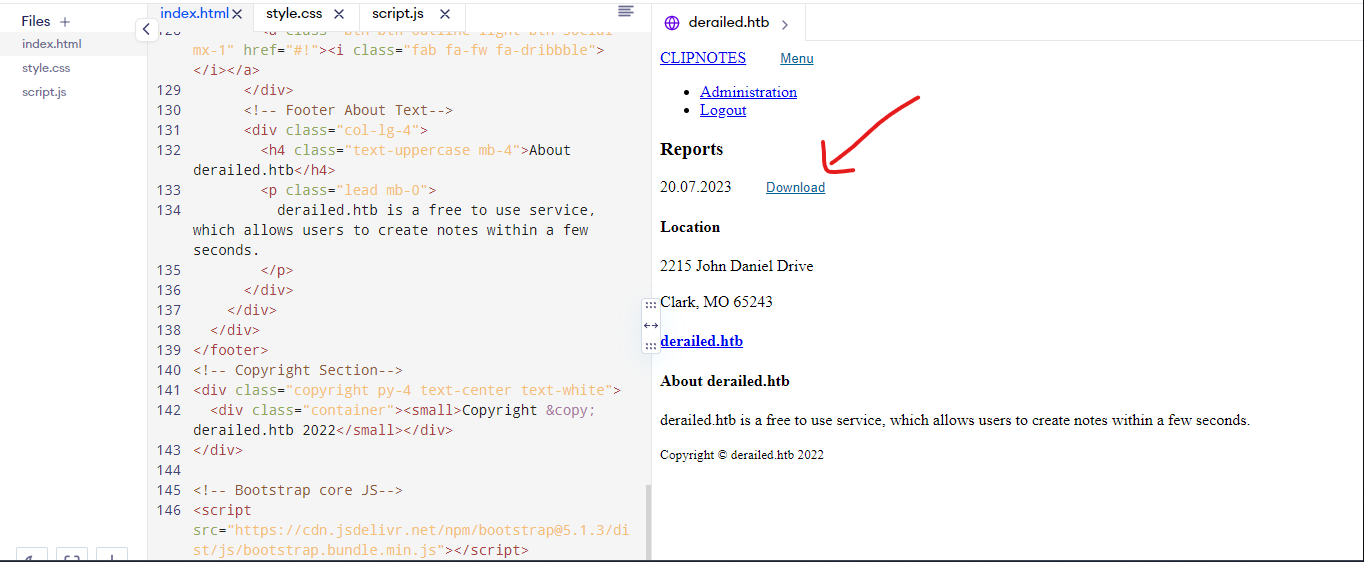 Files +
index.html
style.css
script.js
index.html
style.css
script.js
mx-1" href="#!"><i class="fab fa-fw fa-dribbble">
</i></a>
129 </div>
130 <!-- Footer About Text-->
131 <div class="col-lg-4">
132 <h4 class="text-uppercase mb-4">About
derailed.htb</h4>
133 <p class="lead mb-0">
134 derailed.htb is a free to use service,
which allows users to create notes within a few
seconds.
135 </p>
136 </div>
137 </div>
138 </div>
139 </footer>
140 <!-- Copyright Section-->
141 <div class="copyright py-4 text-center text-white">
142 <div class="container"><small>Copyright &copy;
derailed.htb 2022</small></div>
143 </div>
144
145 <!-- Bootstrap core JS-->
146 <script
src="https://cdn.jsdelivr.net/npm/bootstrap@5.1.3/di
st/js/bootstrap.bundle.min.js"></script>
derailed.htb
CLIPNOTES Menu
Administration
Logout
Reports
20.07.2023 Download
Location
2215 John Daniel Drive
Clark, MO 65243
derailed.htb
About derailed.htb
derailed.htb is a free to use service, which allows users to create notes within a few seconds.
Copyright © derailed.htb 2022